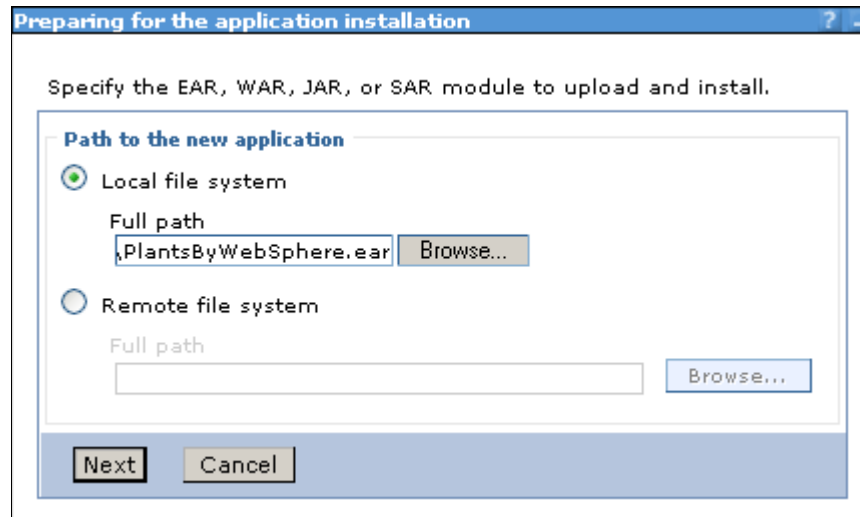 Preparing for the application installation ? -
Specify the EAR, WAR, JAR, or SAR module to upload and install.
Path to the new application
Local file system
Full path
\PlantsByWebSphere.ear Browse...
Remote file system
Full path
Browse...
Next Cancel